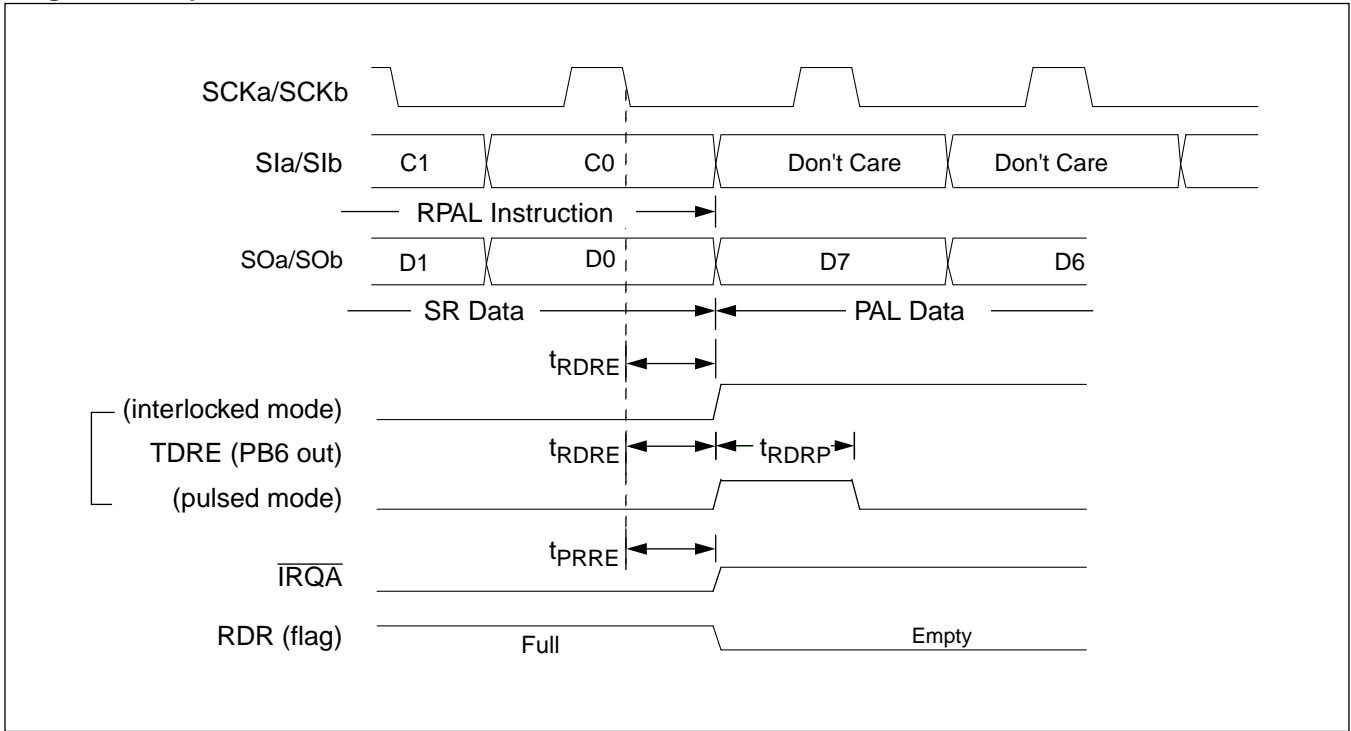 SCKa/SCKb
SIa/SIb C1 C0 Don't Care Don't Care
RPAL Instruction
SOa/SOb D1 D0 D7 D6
SR Data PAL Data
tRDRE
(interlocked mode)
TDRE (PB6 out) tRDRE tRDRP
(pulsed mode)
tPRRE
IRQA
RDR (flag) Full Empty